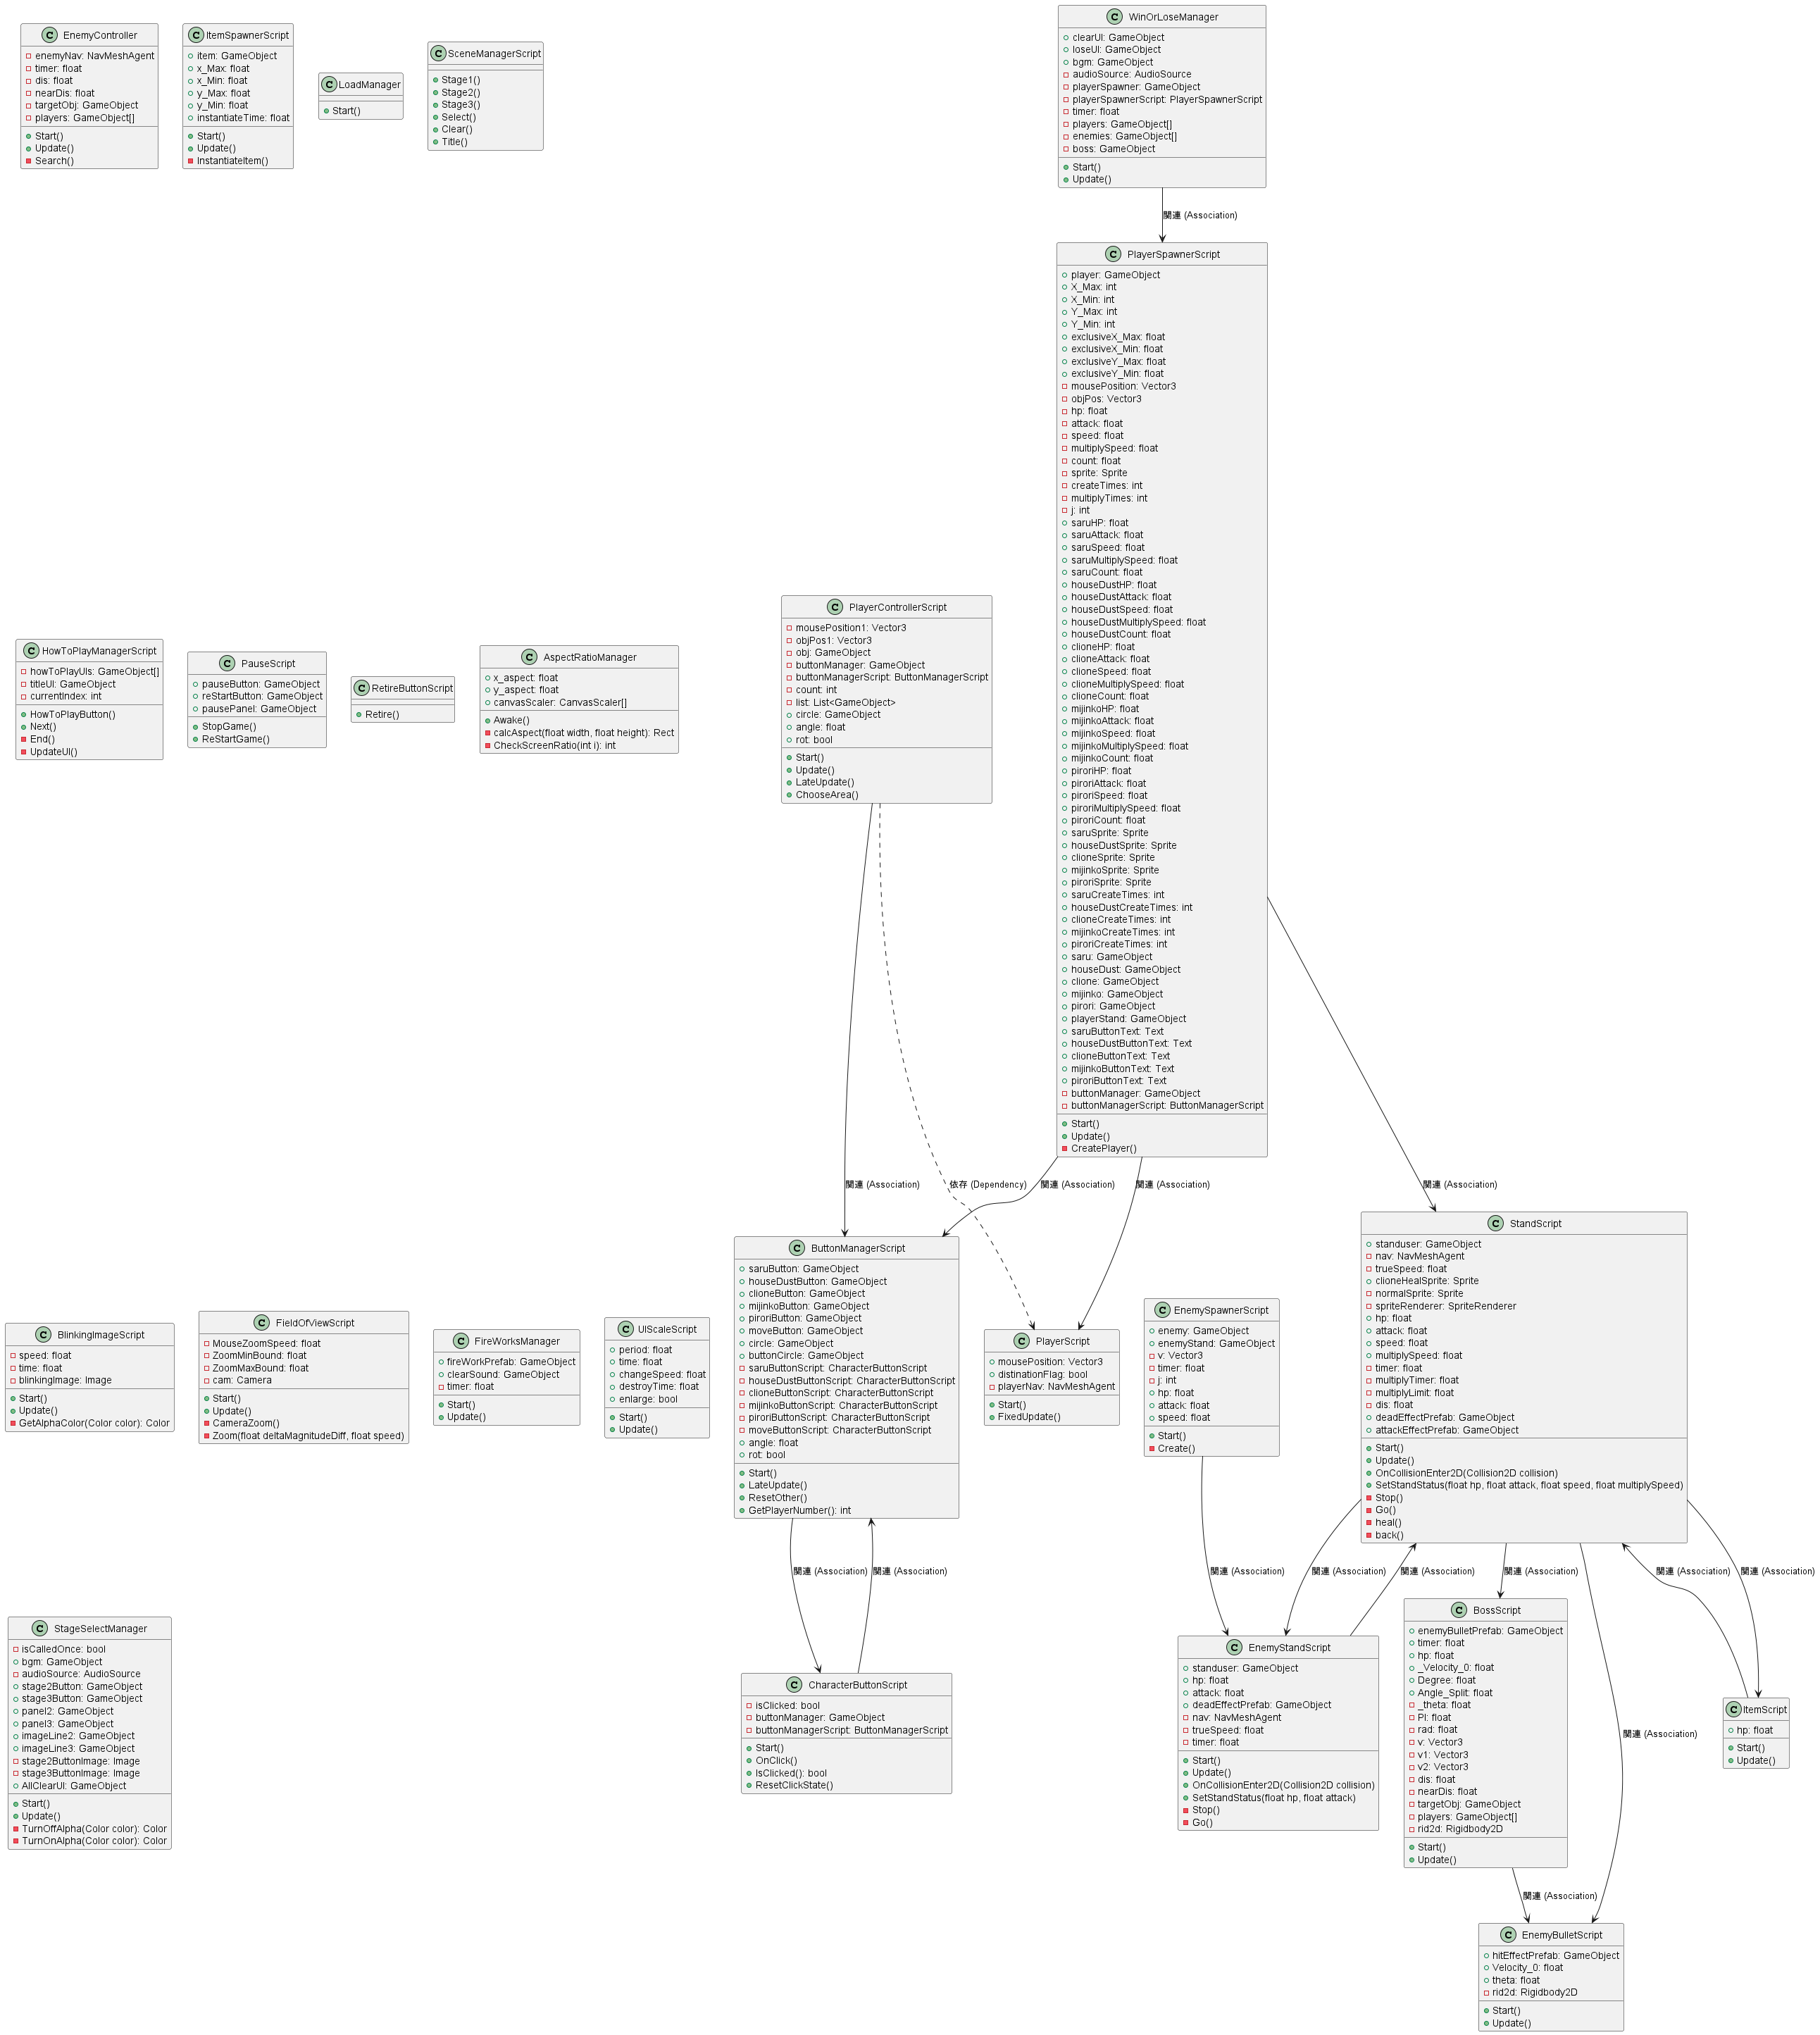 EnemyController
enemyNav: NavMeshAgent
timer: float
dis: float
nearDis: float
targetObj: GameObject
players: GameObject[]
Start()
Update()
Search()
ItemSpawnerScript
item: GameObject
x_Max: float
x_Min: float
y_Max: float
y_Min: float
instantiateTime: float
Start()
Update()
InstantiateItem()
LoadManager
Start()
SceneManagerScript
Stage1()
Stage2()
Stage3()
Select()
Clear()
Title()
WinOrLoseManager
clearUI: GameObject
loseUI: GameObject
bgm: GameObject
audioSource: AudioSource
playerSpawner: GameObject
playerSpawnerScript: PlayerSpawnerScript
timer: float
players: GameObject[]
enemies: GameObject[]
boss: GameObject
Start()
Update()
関連 (Association)
PlayerSpawnerScript
player: GameObject
X_Max: int
X_Min: int
Y_Max: int
Y_Min: int
exclusiveX_Max: float
exclusiveX_Min: float
exclusiveY_Max: float
exclusiveY_Min: float
mousePosition: Vector3
objPos: Vector3
hp: float
attack: float
speed: float
multiplySpeed: float
count: float
sprite: Sprite
createTimes: int
multiplyTimes: int
j: int
saruHP: float
saruAttack: float
saruSpeed: float
saruMultiplySpeed: float
saruCount: float
houseDustHP: float
houseDustAttack: float
houseDustSpeed: float
houseDustMultiplySpeed: float
houseDustCount: float
clioneHP: float
clioneAttack: float
clioneSpeed: float
clioneMultiplySpeed: float
clioneCount: float
mijinkoHP: float
mijinkoAttack: float
mijinkoSpeed: float
mijinkoMultiplySpeed: float
mijinkoCount: float
piroriHP: float
piroriAttack: float
piroriSpeed: float
piroriMultiplySpeed: float
piroriCount: float
saruSprite: Sprite
houseDustSprite: Sprite
clioneSprite: Sprite
mijinkoSprite: Sprite
piroriSprite: Sprite
saruCreateTimes: int
houseDustCreateTimes: int
clioneCreateTimes: int
mijinkoCreateTimes: int
piroriCreateTimes: int
saru: GameObject
houseDust: GameObject
clione: GameObject
mijinko: GameObject
pirori: GameObject
playerStand: GameObject
saruButtonText: Text
houseDustButtonText: Text
clioneButtonText: Text
mijinkoButtonText: Text
piroriButtonText: Text
buttonManager: GameObject
buttonManagerScript: ButtonManagerScript
Start()
Update()
CreatePlayer()
HowToPlayManagerScript
howToPlayUIs: GameObject[]
titleUI: GameObject
currentIndex: int
HowToPlayButton()
Next()
End()
UpdateUI()
PauseScript
pauseButton: GameObject
reStartButton: GameObject
pausePanel: GameObject
StopGame()
ReStartGame()
RetireButtonScript
Retire()
AspectRatioManager
x_aspect: float
y_aspect: float
canvasScaler: CanvasScaler[]
Awake()
calcAspect(float width, float height): Rect
CheckScreenRatio(int i): int
PlayerControllerScript
mousePosition1: Vector3
objPos1: Vector3
obj: GameObject
buttonManager: GameObject
buttonManagerScript: ButtonManagerScript
count: int
list: List<GameObject>
circle: GameObject
angle: float
rot: bool
Start()
Update()
LateUpdate()
ChooseArea()
関連 (Association)
依存 (Dependency)
関連 (Association)
関連 (Association)
関連 (Association)
BlinkingImageScript
speed: float
time: float
blinkingImage: Image
Start()
Update()
GetAlphaColor(Color color): Color
FieldOfViewScript
MouseZoomSpeed: float
ZoomMinBound: float
ZoomMaxBound: float
cam: Camera
Start()
Update()
CameraZoom()
Zoom(float deltaMagnitudeDiff, float speed)
FireWorksManager
fireWorkPrefab: GameObject
clearSound: GameObject
timer: float
Start()
Update()
UIScaleScript
period: float
time: float
changeSpeed: float
destroyTime: float
enlarge: bool
Start()
Update()
ButtonManagerScript
saruButton: GameObject
houseDustButton: GameObject
clioneButton: GameObject
mijinkoButton: GameObject
piroriButton: GameObject
moveButton: GameObject
circle: GameObject
buttonCircle: GameObject
saruButtonScript: CharacterButtonScript
houseDustButtonScript: CharacterButtonScript
clioneButtonScript: CharacterButtonScript
mijinkoButtonScript: CharacterButtonScript
piroriButtonScript: CharacterButtonScript
moveButtonScript: CharacterButtonScript
angle: float
rot: bool
Start()
LateUpdate()
ResetOther()
GetPlayerNumber(): int
PlayerScript
mousePosition: Vector3
distinationFlag: bool
playerNav: NavMeshAgent
Start()
FixedUpdate()
EnemySpawnerScript
enemy: GameObject
enemyStand: GameObject
v: Vector3
timer: float
j: int
hp: float
attack: float
speed: float
Start()
Create()
StandScript
standuser: GameObject
nav: NavMeshAgent
trueSpeed: float
clioneHealSprite: Sprite
normalSprite: Sprite
spriteRenderer: SpriteRenderer
hp: float
attack: float
speed: float
multiplySpeed: float
timer: float
multiplyTimer: float
multiplyLimit: float
dis: float
deadEffectPrefab: GameObject
attackEffectPrefab: GameObject
Start()
Update()
OnCollisionEnter2D(Collision2D collision)
SetStandStatus(float hp, float attack, float speed, float multiplySpeed)
Stop()
Go()
heal()
back()
関連 (Association)
関連 (Association)
関連 (Association)
関連 (Association)
関連 (Association)
関連 (Association)
関連 (Association)
関連 (Association)
関連 (Association)
StageSelectManager
isCalledOnce: bool
bgm: GameObject
audioSource: AudioSource
stage2Button: GameObject
stage3Button: GameObject
panel2: GameObject
panel3: GameObject
imageLine2: GameObject
imageLine3: GameObject
stage2ButtonImage: Image
stage3ButtonImage: Image
AllClearUI: GameObject
Start()
Update()
TurnOffAlpha(Color color): Color
TurnOnAlpha(Color color): Color
CharacterButtonScript
isClicked: bool
buttonManager: GameObject
buttonManagerScript: ButtonManagerScript
Start()
OnClick()
IsClicked(): bool
ResetClickState()
EnemyStandScript
standuser: GameObject
hp: float
attack: float
deadEffectPrefab: GameObject
nav: NavMeshAgent
trueSpeed: float
timer: float
Start()
Update()
OnCollisionEnter2D(Collision2D collision)
SetStandStatus(float hp, float attack)
Stop()
Go()
BossScript
enemyBulletPrefab: GameObject
timer: float
hp: float
_Velocity_0: float
Degree: float
Angle_Split: float
_theta: float
PI: float
rad: float
v: Vector3
v1: Vector3
v2: Vector3
dis: float
nearDis: float
targetObj: GameObject
players: GameObject[]
rid2d: Rigidbody2D
Start()
Update()
ItemScript
hp: float
Start()
Update()
関連 (Association)
EnemyBulletScript
hitEffectPrefab: GameObject
Velocity_0: float
theta: float
rid2d: Rigidbody2D
Start()
Update()